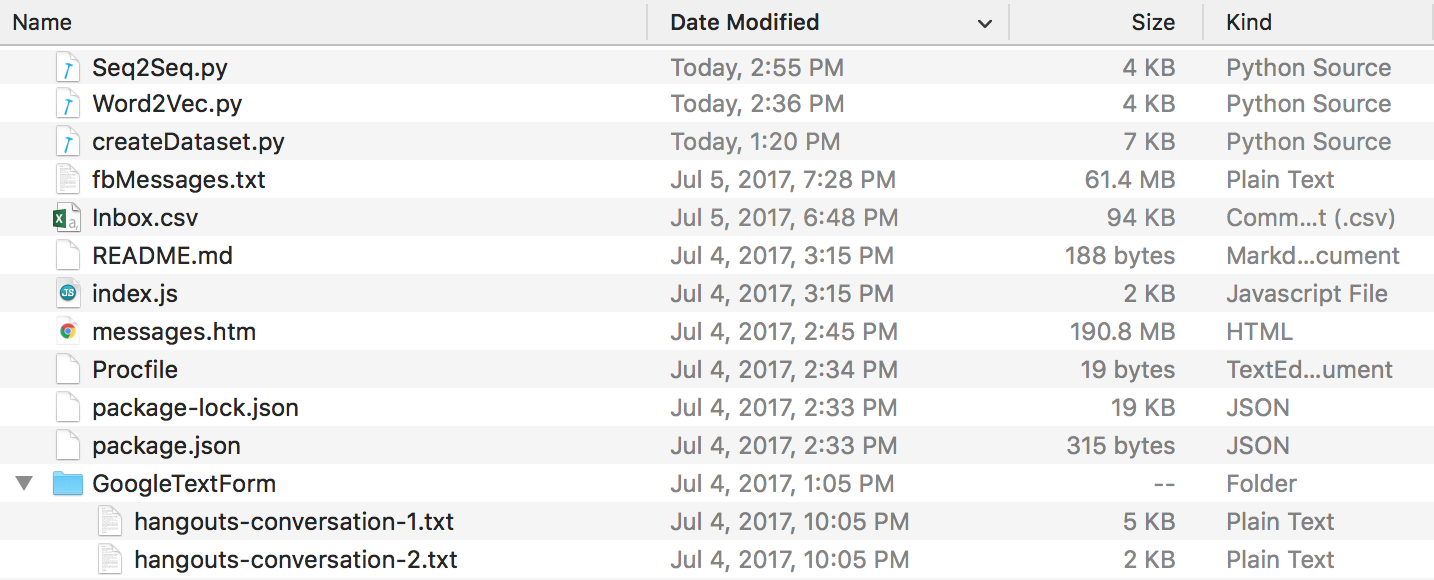 Name Date Modified Size Kind
Seq2Seq.py Today, 2:55 PM 4 KB Python Source
Word2Vec.py Today, 2:36 PM 4 KB Python Source
createDataset.py Today, 1:20 PM 7 KB Python Source
fbMessages.txt Jul 5, 2017, 7:28 PM 61.4 MB Plain Text
Inbox.csv Jul 5, 2017, 6:48 PM 94 KB Comm...t (.csv)
README.md Jul 4, 2017, 3:15 PM 188 bytes Markd...cument
index.js Jul 4, 2017, 3:15 PM 2 KB Javascript File
messages.htm Jul 4, 2017, 2:45 PM 190.8 MB HTML
Procfile Jul 4, 2017, 2:34 PM 19 bytes TextEd...ument
package-lock.json Jul 4, 2017, 2:33 PM 19 KB JSON
package.json Jul 4, 2017, 2:33 PM 315 bytes JSON
GoogleTextForm Jul 4, 2017, 1:05 PM -- Folder
hangouts-conversation-1.txt Jul 4, 2017, 10:05 PM 5 KB Plain Text
hangouts-conversation-2.txt Jul 4, 2017, 10:05 PM 2 KB Plain Text